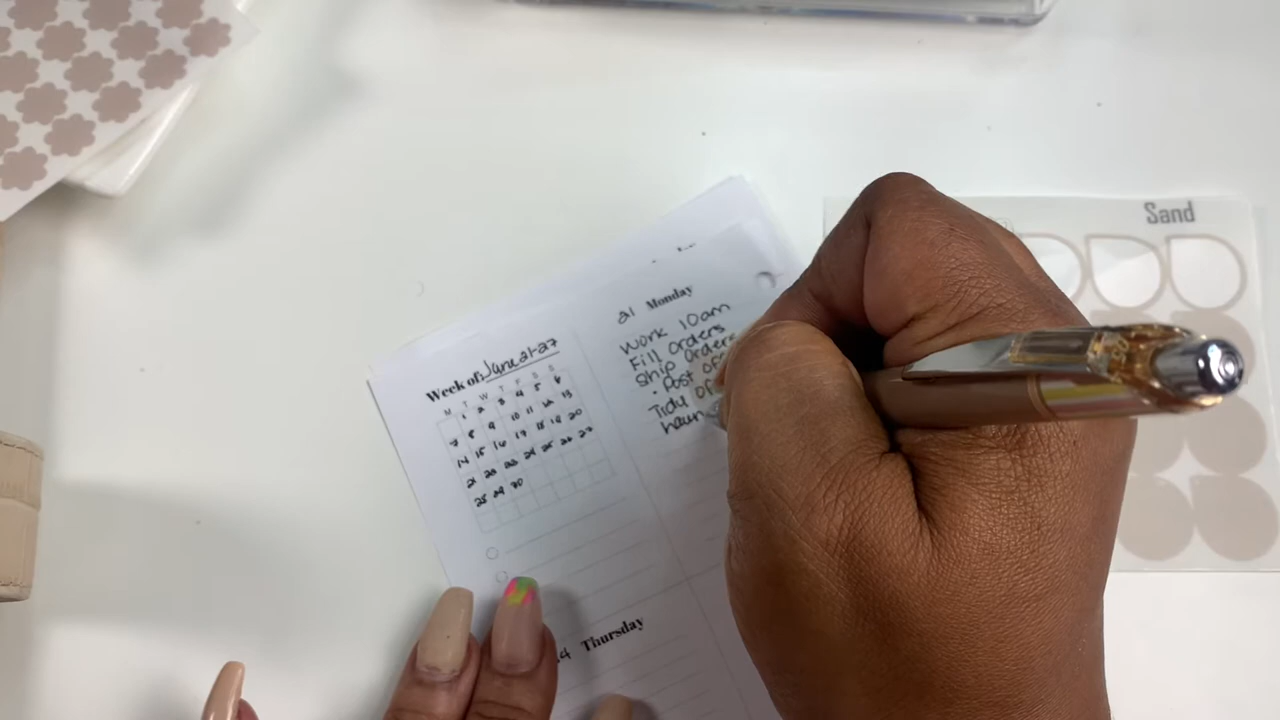 Sand
21 Monday
Work 10am
Fill Orders
Ship Orders
• Post
Tidy
Week of: June 21-27
M T W T F S S
1 2 3 4 5 6
7 8 9 10 11 12 13
14 15 16 17 18 19 20
21 22 23 24 25 26 27
28 29 30
Thursday